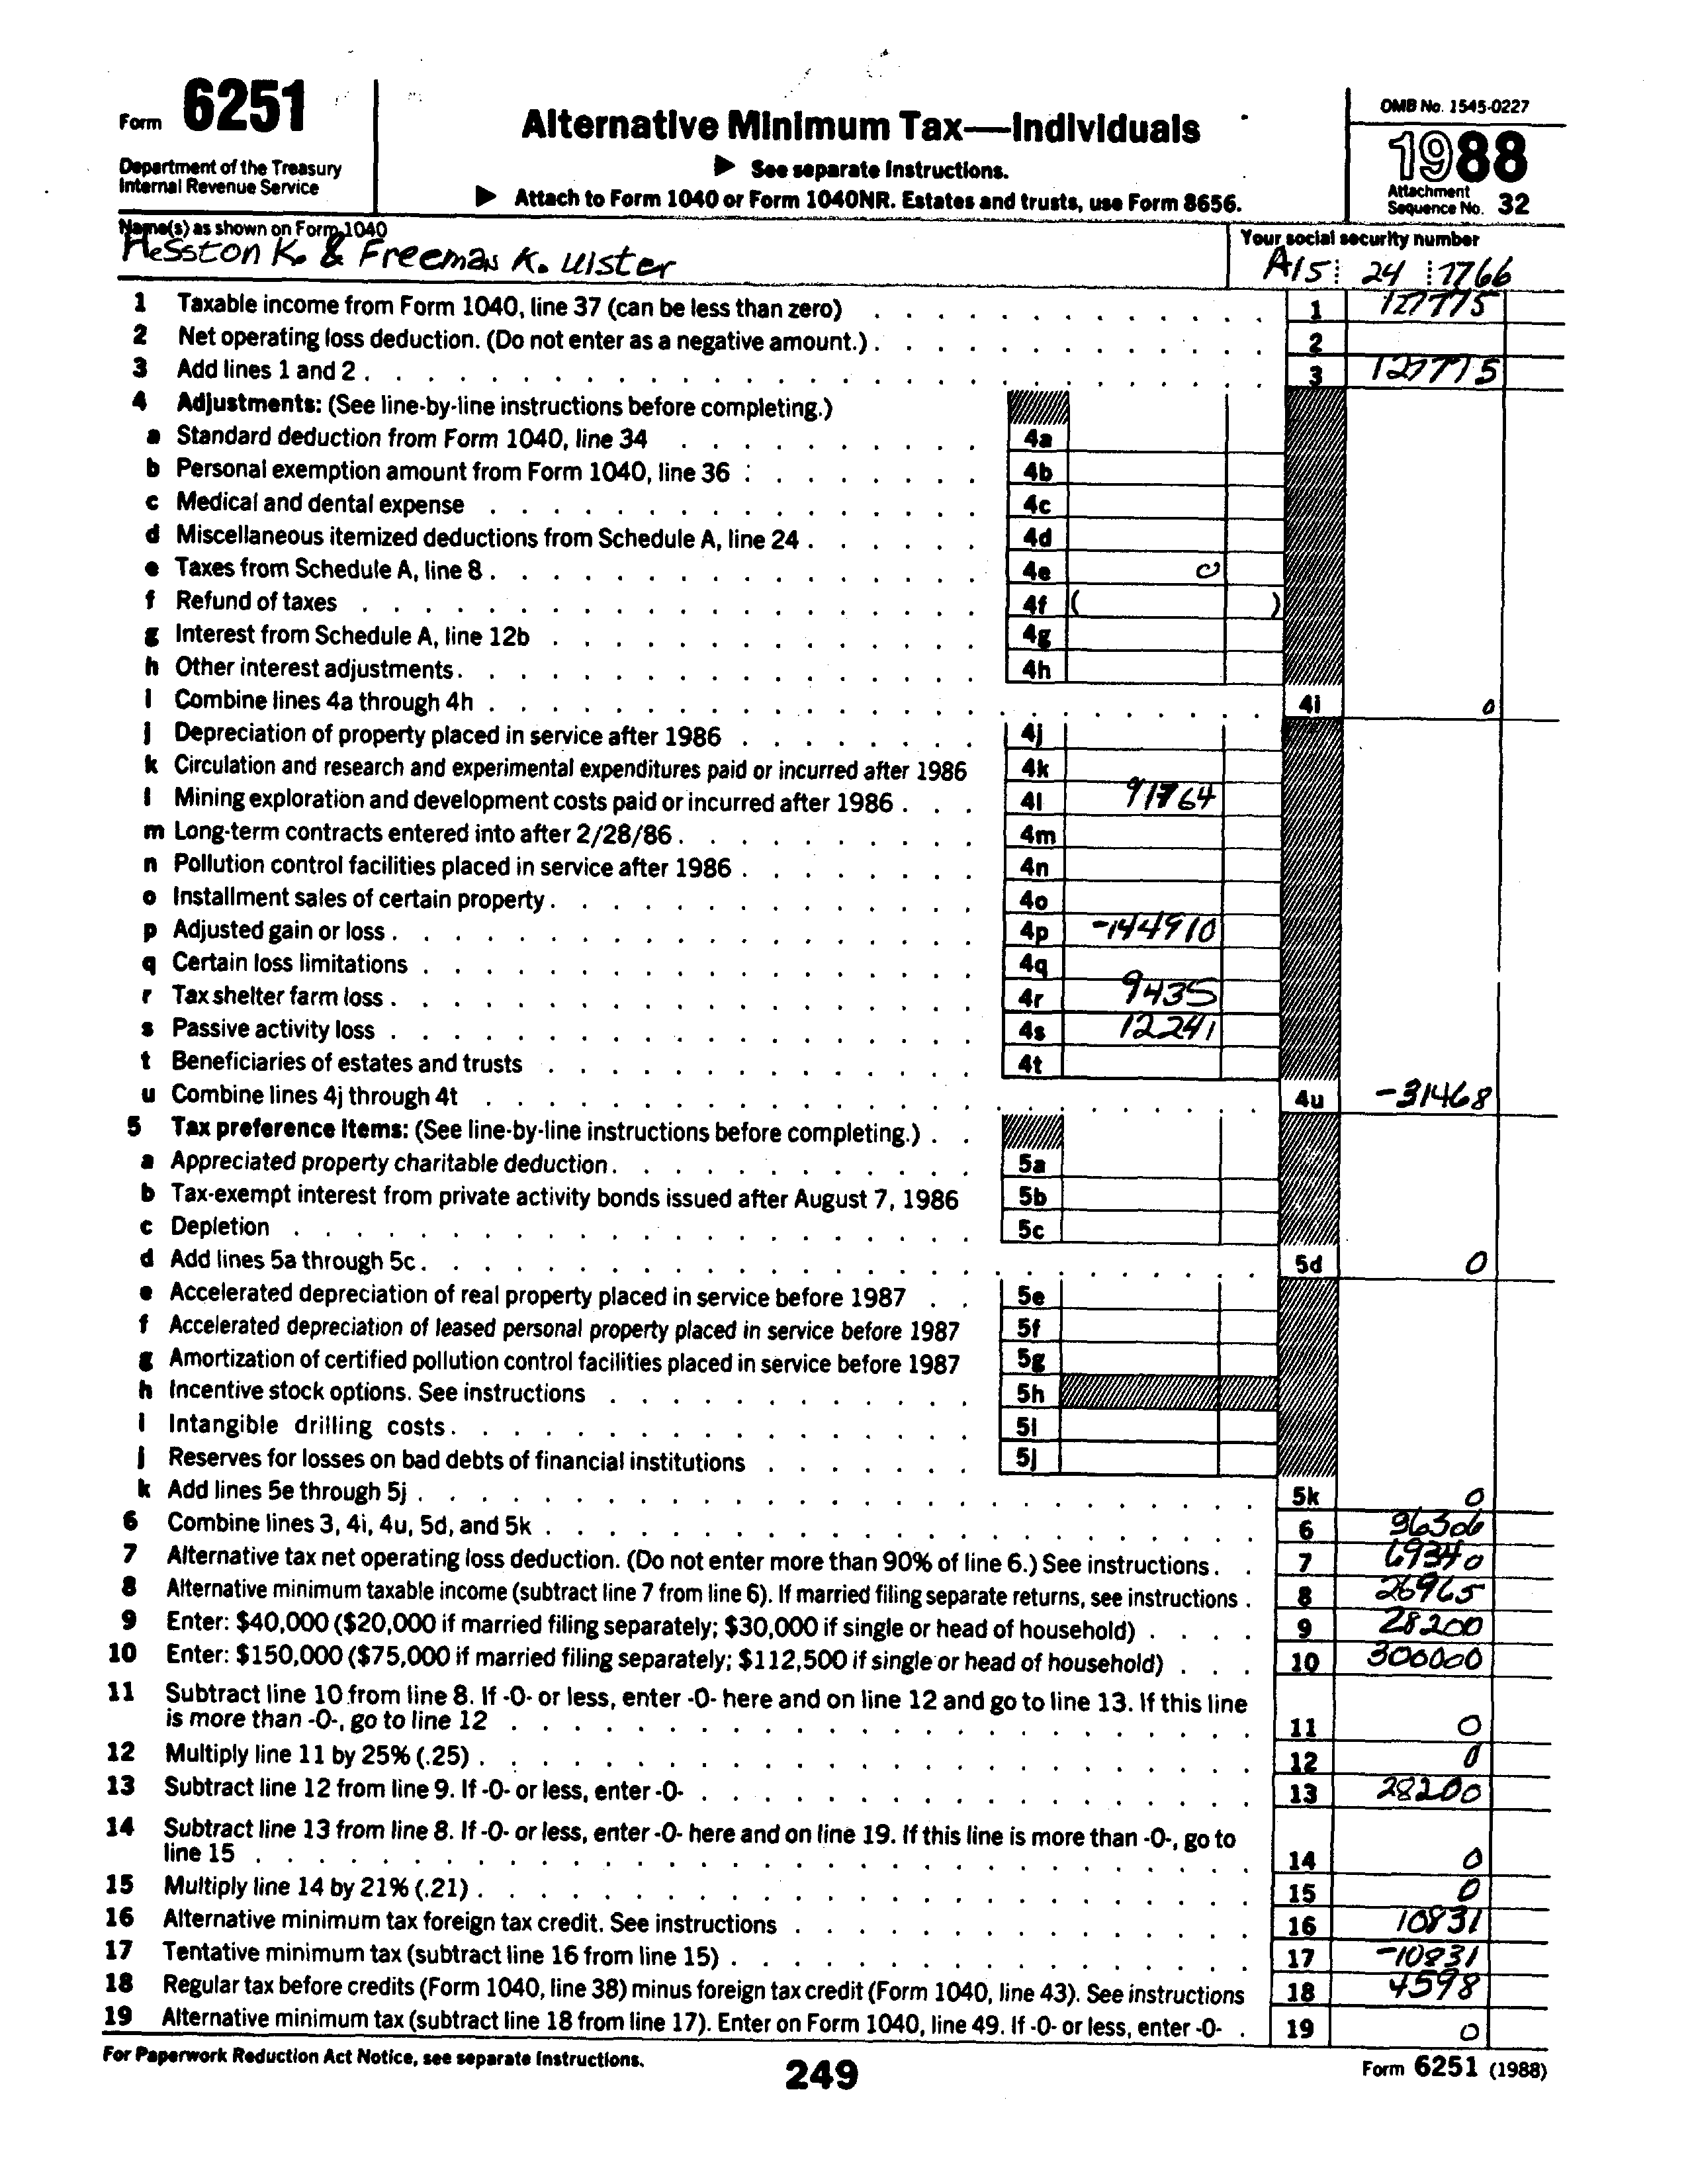 Form 6251
Department of the Treasury
Internal Revenue Service
Alternative Minimum Tax—Individuals
▶ See separate Instructions.
▶ Attach to Form 1040 or Form 1040NR. Estates and trusts, use Form 8656.
OMB No. 1545-0227
1988
Attachment
Sequence No. 32
Name(s) as shown on Form 1040
Hesston K. & Freeman K. Ulster
Your social security number
A15 24 7766
1 Taxable income from Form 1040, line 37 (can be less than zero) 1 127775
2 Net operating loss deduction. (Do not enter as a negative amount.) 2
3 Add lines 1 and 2 3 127775
4 Adjustments: (See line-by-line instructions before completing.)
a Standard deduction from Form 1040, line 34 4a
b Personal exemption amount from Form 1040, line 36 4b
c Medical and dental expense 4c
d Miscellaneous itemized deductions from Schedule A, line 24 4d
e Taxes from Schedule A, line 8 4e 0
f Refund of taxes 4f ( )
g Interest from Schedule A, line 12b 4g
h Other interest adjustments 4h
i Combine lines 4a through 4h 4i 0
j Depreciation of property placed in service after 1986 4j
k Circulation and research and experimental expenditures paid or incurred after 1986 4k
l Mining exploration and development costs paid or incurred after 1986 4l 91764
m Long-term contracts entered into after 2/28/86 4m
n Pollution control facilities placed in service after 1986 4n
o Installment sales of certain property 4o
p Adjusted gain or loss 4p -144910
q Certain loss limitations 4q
r Tax shelter farm loss 4r 9435
s Passive activity loss 4s 12241
t Beneficiaries of estates and trusts 4t
u Combine lines 4j through 4t 4u -31468
5 Tax preference items: (See line-by-line instructions before completing.)
a Appreciated property charitable deduction 5a
b Tax-exempt interest from private activity bonds issued after August 7, 1986 5b
c Depletion 5c
d Add lines 5a through 5c 5d 0
e Accelerated depreciation of real property placed in service before 1987 5e
f Accelerated depreciation of leased personal property placed in service before 1987 5f
g Amortization of certified pollution control facilities placed in service before 1987 5g
h Incentive stock options. See instructions 5h
i Intangible drilling costs 5i
j Reserves for losses on bad debts of financial institutions 5j
k Add lines 5e through 5j 5k 0
6 Combine lines 3, 4i, 4u, 5d, and 5k 6 96306
7 Alternative tax net operating loss deduction. (Do not enter more than 90% of line 6.) See instructions 7 69340
8 Alternative minimum taxable income (subtract line 7 from line 6). If married filing separate returns, see instructions 8 26965
9 Enter: $40,000 ($20,000 if married filing separately; $30,000 if single or head of household) 9 28200
10 Enter: $150,000 ($75,000 if married filing separately; $112,500 if single or head of household) 10 300000
11 Subtract line 10 from line 8. If -0- or less, enter -0- here and on line 12 and go to line 13. If this line
is more than -0-, go to line 12 11 0
12 Multiply line 11 by 25% (.25) 12 0
13 Subtract line 12 from line 9. If -0- or less, enter -0- 13 28200
14 Subtract line 13 from line 8. If -0- or less, enter -0- here and on line 19. If this line is more than -0-, go to
line 15 14 0
15 Multiply line 14 by 21% (.21) 15 0
16 Alternative minimum tax foreign tax credit. See instructions 16 10831
17 Tentative minimum tax (subtract line 16 from line 15) 17 -10831
18 Regular tax before credits (Form 1040, line 38) minus foreign tax credit (Form 1040, line 43). See instructions 18 4598
19 Alternative minimum tax (subtract line 18 from line 17). Enter on Form 1040, line 49. If -0- or less, enter -0- 19 0
For Paperwork Reduction Act Notice, see separate Instructions.
249
Form 6251 (1988)